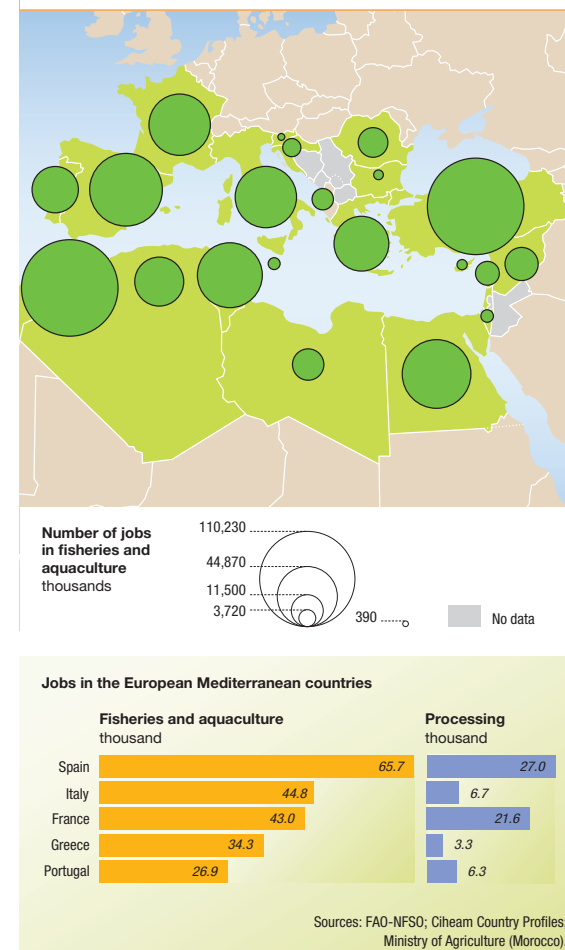 Number of jobs
in fisheries and
aquaculture
thousands
110,230
44,870
11,500
3,720
390
No data
Jobs in the European Mediterranean countries
Fisheries and aquaculture
thousand
Processing
thousand
Spain 65.7 27.0
Italy 44.8 6.7
France 43.0 21.6
Greece 34.3 3.3
Portugal 26.9 6.3
Sources: FAO-NFSO; Ciheam Country Profiles
Ministry of Agriculture (Morocco)